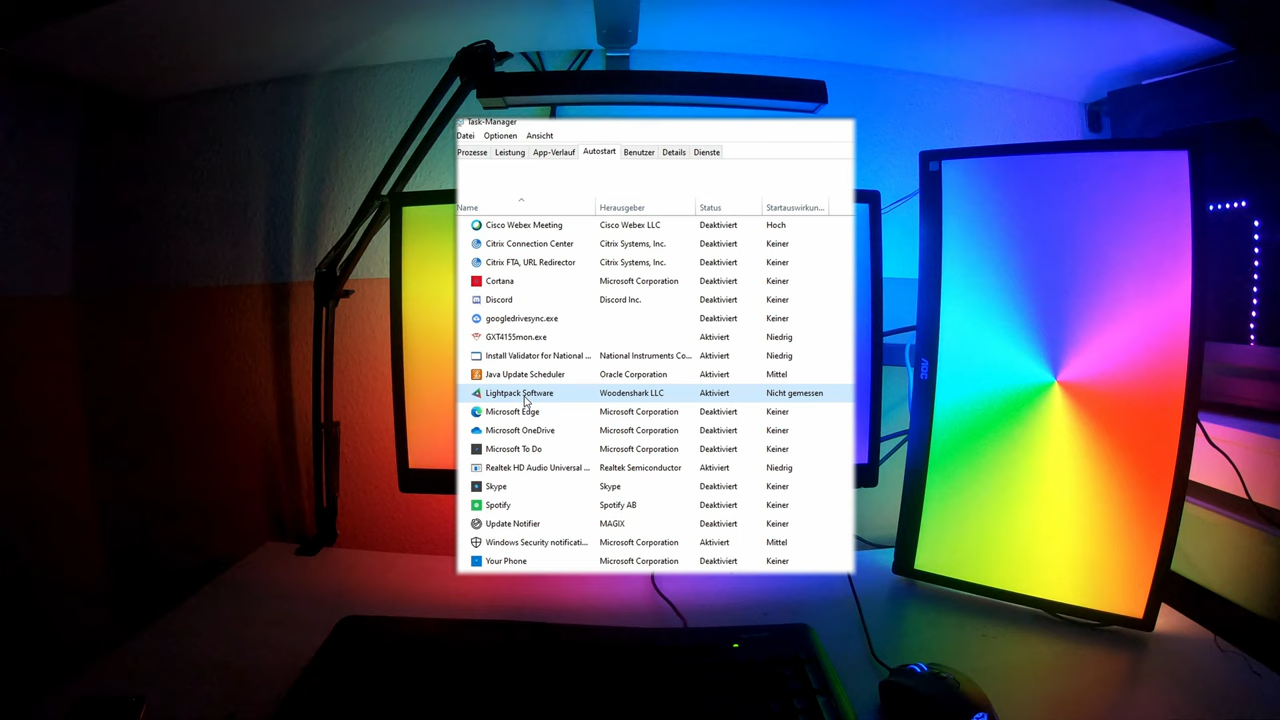 Task-Manager
Datei Optionen Ansicht
Prozesse Leistung App-Verlauf Autostart Benutzer Details Dienste
Name Herausgeber Status Startauswirkun...
Cisco Webex Meeting Cisco Webex LLC Deaktiviert Hoch
Citrix Connection Center Citrix Systems, Inc. Deaktiviert Keiner
Citrix FTA, URL Redirector Citrix Systems, Inc. Deaktiviert Keiner
Cortana Microsoft Corporation Deaktiviert Keiner
Discord Discord Inc. Deaktiviert Keiner
googledrivesync.exe Deaktiviert Keiner
GXT4155mon.exe Aktiviert Niedrig
Install Validator for National ... National Instruments Co... Aktiviert Niedrig
Java Update Scheduler Oracle Corporation Aktiviert Mittel
Lightpack Software Woodenshark LLC Aktiviert Nicht gemessen
Microsoft Edge Microsoft Corporation Deaktiviert Keiner
Microsoft OneDrive Microsoft Corporation Deaktiviert Keiner
Microsoft To Do Microsoft Corporation Deaktiviert Keiner
Realtek HD Audio Universal ... Realtek Semiconductor Aktiviert Niedrig
Skype Skype Deaktiviert Keiner
Spotify Spotify AB Deaktiviert Keiner
Update Notifier MAGIX Deaktiviert Keiner
Windows Security notificati... Microsoft Corporation Aktiviert Mittel
Your Phone Microsoft Corporation Deaktiviert Keiner
AOC